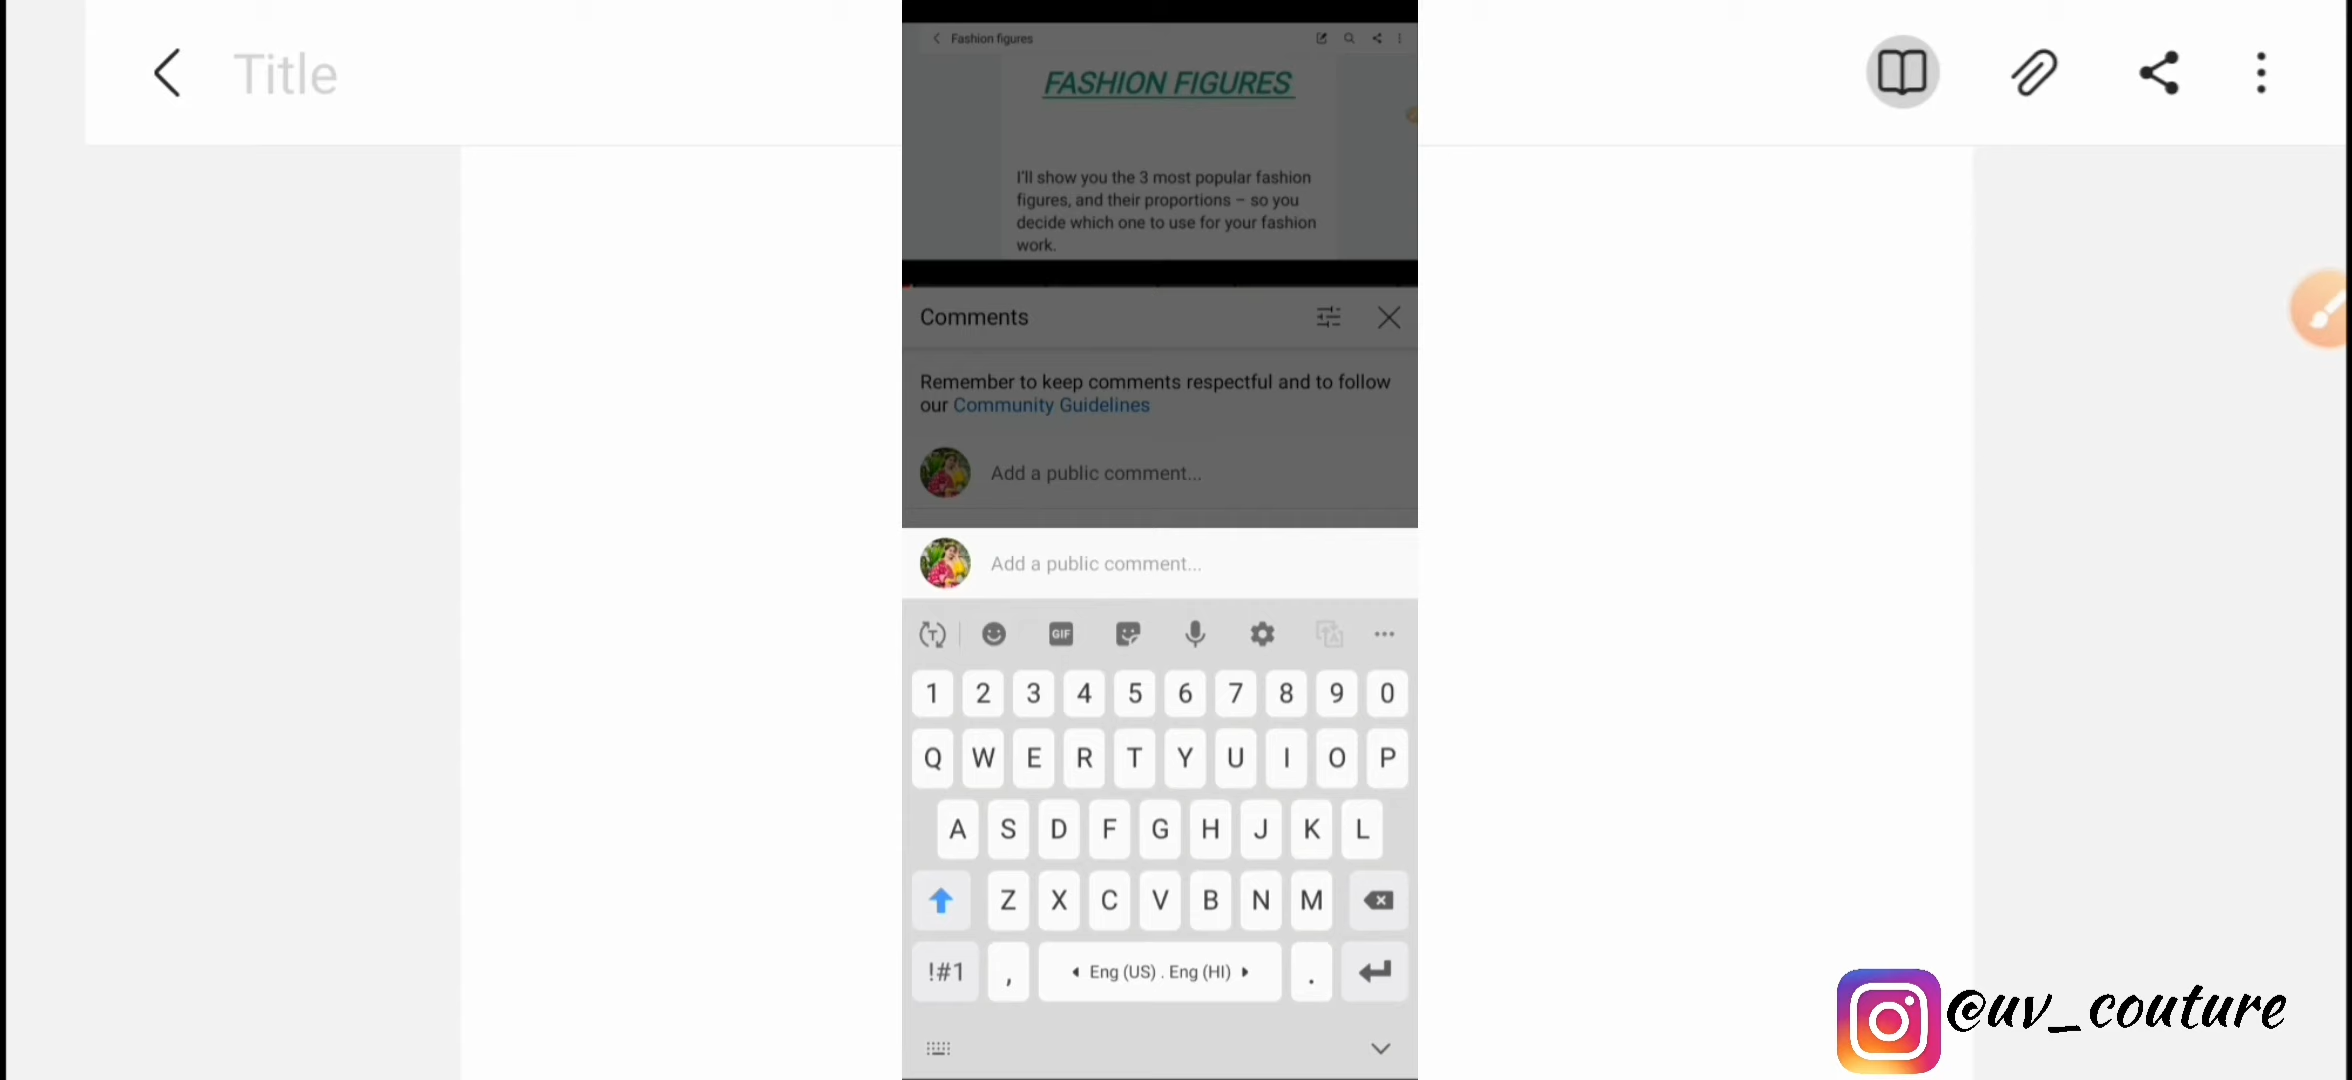 Title
Fashion figures
FASHION FIGURES
I'll show you the 3 most popular fashion
figures, and their proportions – so you
decide which one to use for your fashion
work.
Comments
Remember to keep comments respectful and to follow
our Community Guidelines
Add a public comment...
Add a public comment...
GIF
1 2 3 4 5 6 7 8 9 0
Q W E R T Y U I O P
A S D F G H J K L
Z X C V B N M
!#1 , Eng (US) . Eng (HI) .
@uv_couture